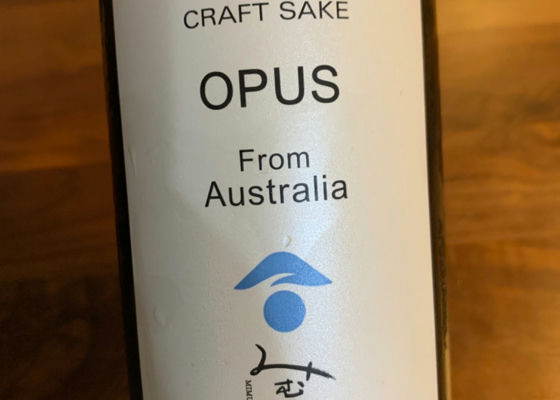 CRAFT SAKE
OPUS
From
Australia